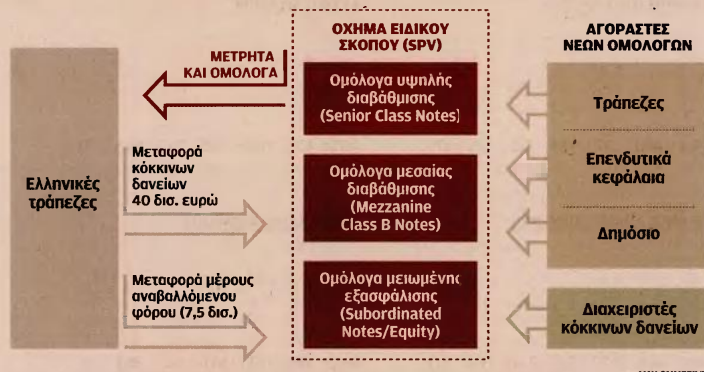 ΟΧΗΜΑ ΕΙΔΙΚΟΥ
ΣΚΟΠΟΥ (SPV)
ΑΓΟΡΑΣΤΕΣ
ΝΕΩΝ ΟΜΟΛΟΓΩΝ
ΜΕΤΡΗΤΑ
ΚΑΙ ΟΜΟΛΟΓΑ
Ομόλογα υψηλής
διαβάθμισης
(Senior Class Notes)
Τράπεζες
Ελληνικές
τράπεζες
Μεταφορά
κόκκινων
δανείων
40 δισ. ευρώ
Ομόλογα μεσαίας
διαβάθμισης
(Mezzanine
Class B Notes)
Επενδυτικά
κεφάλαια
Δημόσιο
Μεταφορά μέρους
αναβαλλόμενου
φόρου (7,5 δισ.)
Ομόλογα μειωμένης
εξασφάλισης
(Subordinated
Notes/Equity)
Διαχειριστές
κόκκινων δανείων